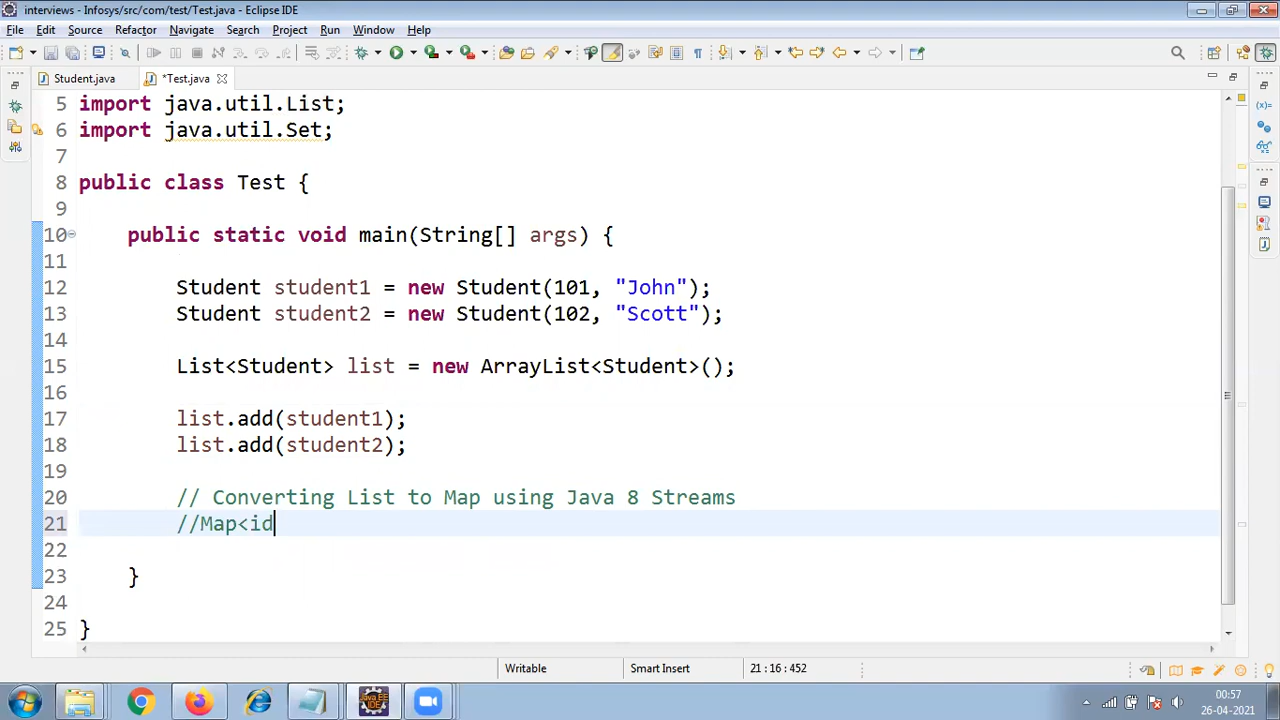 interviews - Infosys/src/com/test/Test.java - Eclipse IDE
File Edit Source Refactor Navigate Search Project Run Window Help
Student.java *Test.java
5 import java.util.List;
6 import java.util.Set;
7
8 public class Test {
9
10 public static void main(String[] args) {
11
12 Student student1 = new Student(101, "John");
13 Student student2 = new Student(102, "Scott");
14
15 List<Student> list = new ArrayList<Student>();
16
17 list.add(student1);
18 list.add(student2);
19
20 // Converting List to Map using Java 8 Streams
21 //Map<id
22
23 }
24
25 }
Writable Smart Insert 21 : 16 : 452
00:57
26-04-2021